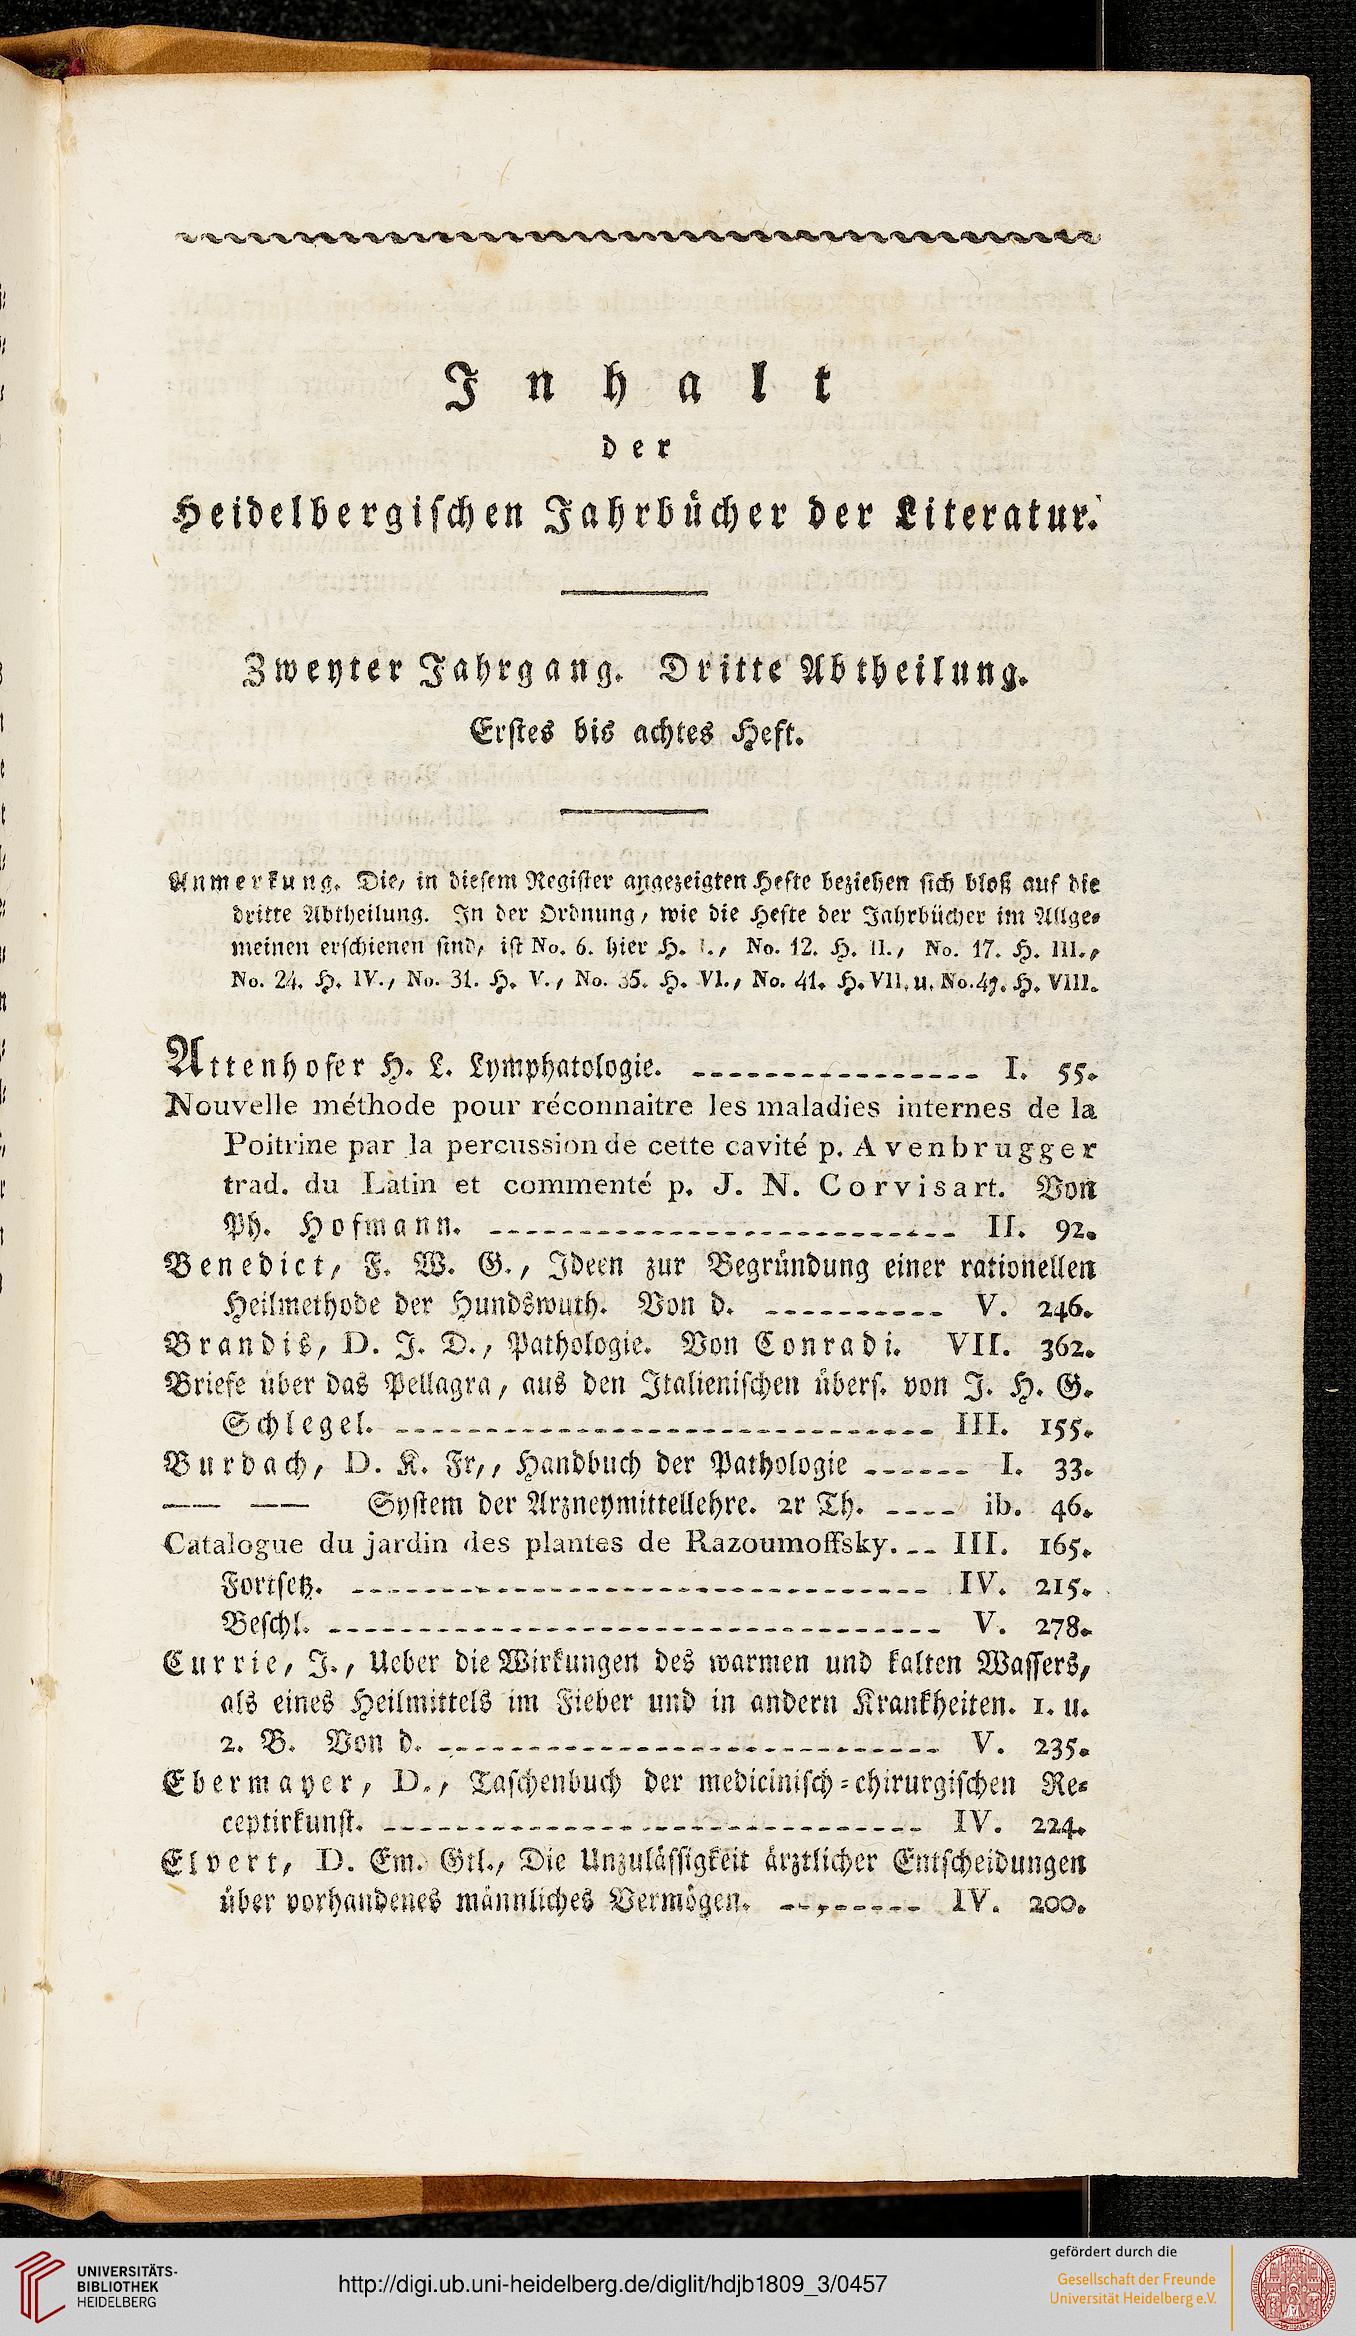 Inhalt
der
Heidelbergischen Jahrbücher der Literatur.
Zweyter Jahrgang. Dritte Abtheilung.
Erstes bis achtes Heft.
Anmerkung. Die, in diesem Register angezeigten Hefte beziehen sich bloß auf die
dritte Abtheilung. In der Ordnung, wie die Hefte der Jahrbücher im Allge-
meinen erschienen sind, ist No. 6. hier H. I., No. 12. H. II., No. 17. H. III.,
No. 24. H. IV., No. 31. H. V., No. 35. H. VI., No. 41. H. VII. u. No. 47. H. VIII.
Attenhofer H. L. Lymphatologie. ---------------- I. 55.
Nouvelle méthode pour réconnaitre les maladies internes de la
Poitrine par la percussion de cette cavité p. Avenbrugger
trad. du Latin et commenté p. J. N. Corvisart. Von
Ph. Hofmann. -------------------------- II. 92.
Benedict, F. W. G., Ideen zur Begründung einer rationellen
Heilmethode der Hundswuth. Von d. ---------- V. 246.
Brandis, D. J. D., Pathologie. Von Conradi. VII. 362.
Briefe über das Pellagra, aus den Italienischen übers. von J. H. G.
Schlegel. ------------------------------ III. 155.
Burdach, D. K. Fr,, Handbuch der Pathologie ------ I. 33.
—— —— System der Arzneymittellehre. 2r Th. ---- ib. 46.
Catalogue du jardin des plantes de Razoumoffsky. -- III. 165.
Fortsetz. -------------------------------- IV. 215.
Beschl. ---------------------------------- V. 278.
Currie, J., Ueber die Wirkungen des warmen und kalten Wassers,
als eines Heilmittels im Fieber und in andern Krankheiten. 1. u.
2. B. Von d. ---------------------------- V. 235.
Ebermayer, D., Taschenbuch der medicinisch-chirurgischen Re-
ceptirkunst. ------------------------------ IV. 224.
Elvert, D. Em. Gtl., Die Unzulässigkeit ärztlicher Entscheidungen
über vorhandenes männliches Vermögen. -------- IV. 200.
UNIVERSITÄTS-
BIBLIOTHEK
HEIDELBERG
http://digi.ub.uni-heidelberg.de/diglit/hdjb1809_3/0457
gefördert durch die
Gesellschaft der Freunde
Universität Heidelberg e.V.